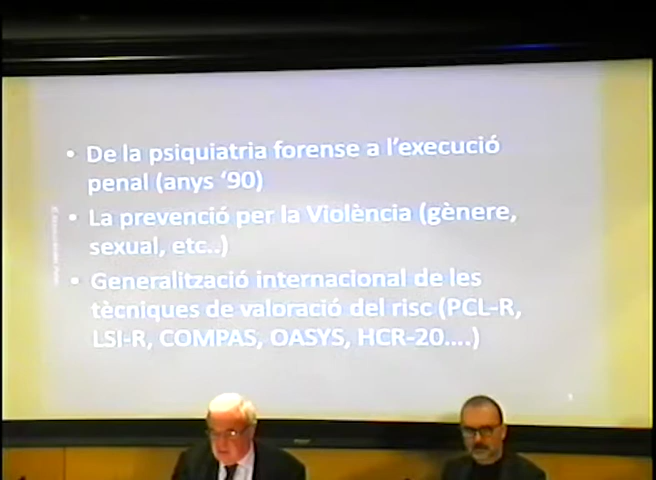 • De la psiquiatria forense a l'execució
penal (anys '90)
• La prevenció per la Violència (gènere,
sexual, etc..)
• Generalització internacional de les
tècniques de valoració del risc (PCL-R,
LSI-R, COMPAS, OASYS, HCR-20....)